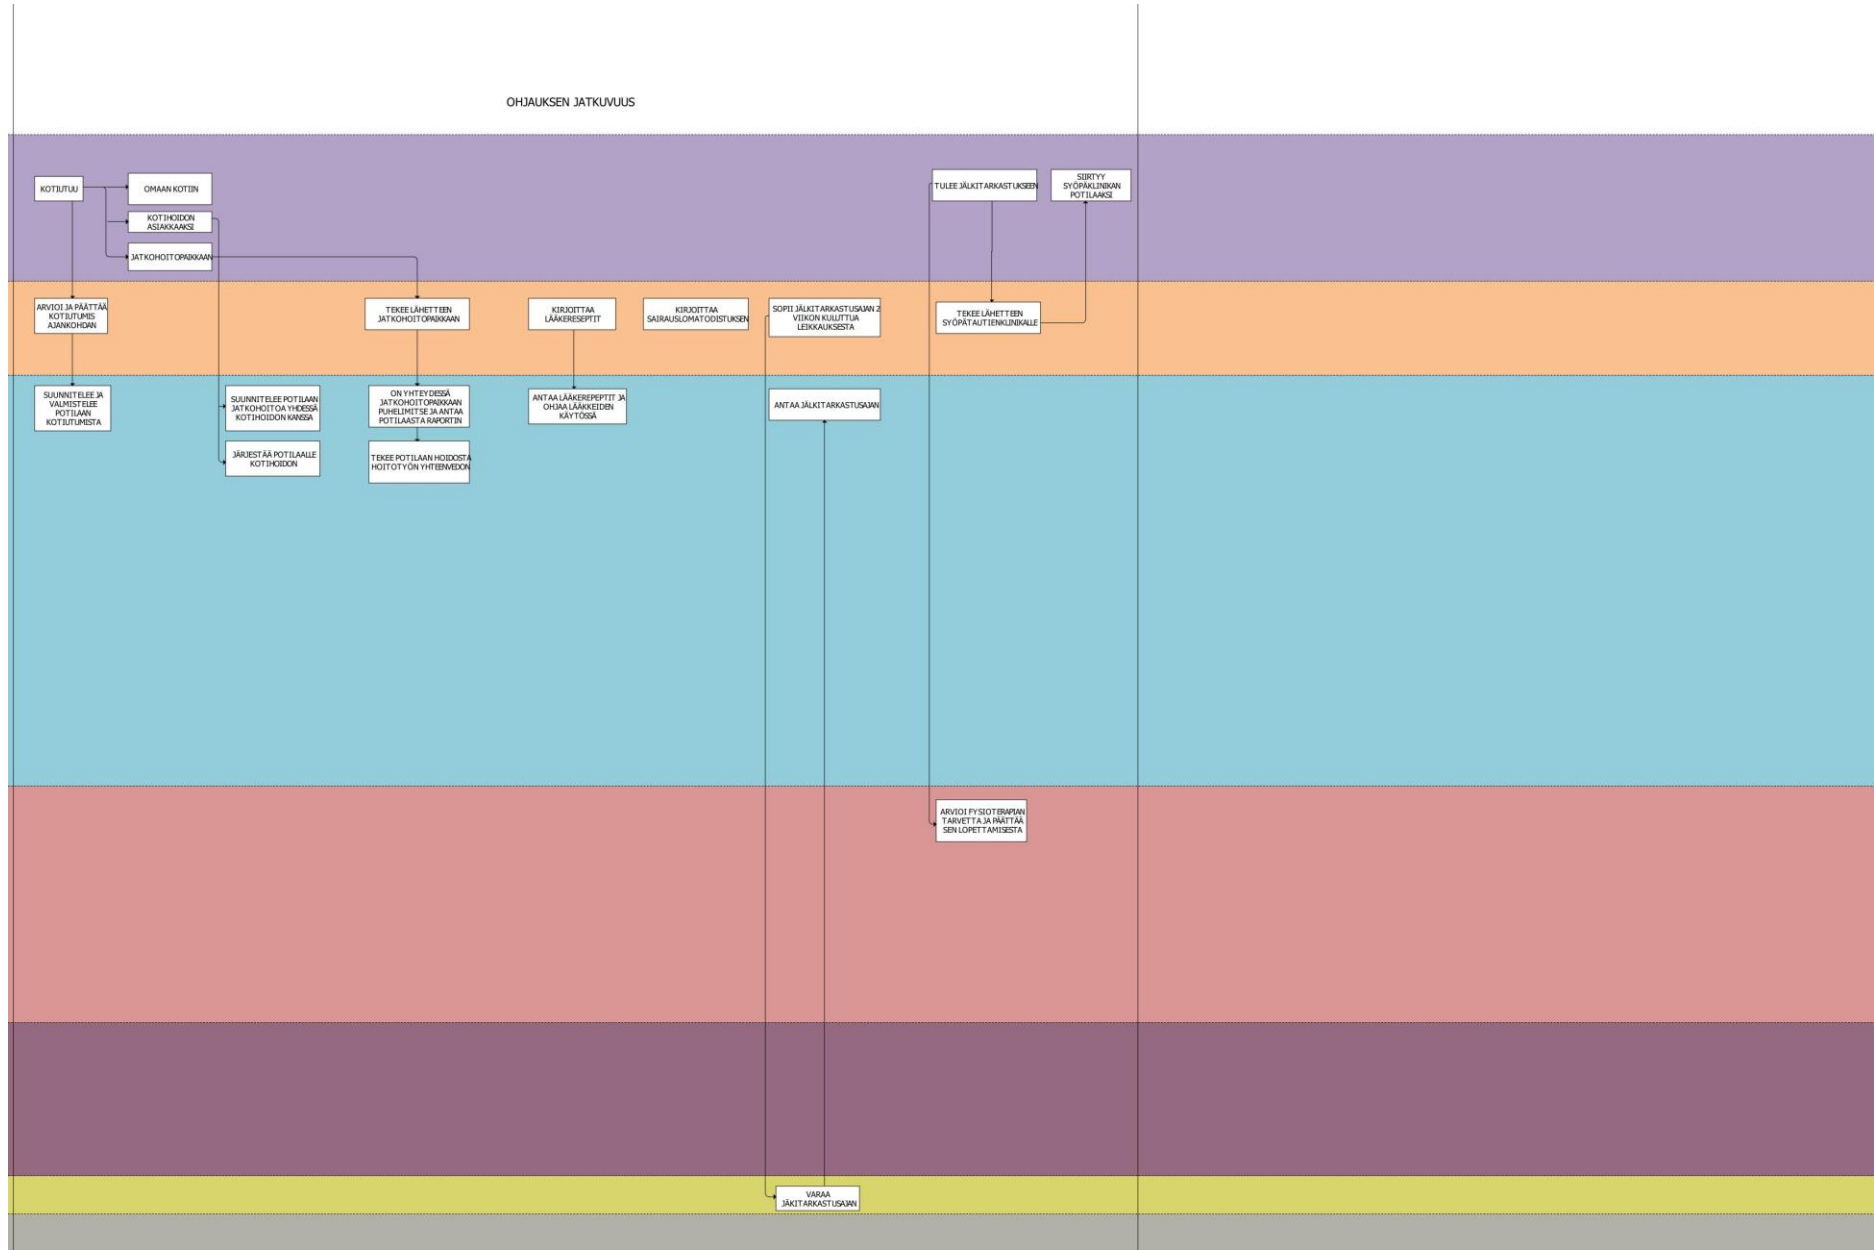 OHJAUKSEN JATKUVUUS
KOTIUTUU
OMAAN KOTIIN
KOTIHOIDON
ASIAKKAAKSI
JATKOHOITOPAIKKAAN
TULEE JÄLKITARKASTUKSEEN
SIIRTYY
SYÖPÄKLINIKAN
POTILAAKSI
ARVIOI JA PÄÄTTÄÄ
KOTIUTUMIS
AJANKOHDAN
TEKEE LÄHETTEEN
JATKOHOITOPAIKKAAN
KIRJOITTAA
LÄÄKERESEPTIT
KIRJOITTAA
SAIRAUSLOMATODISTUKSEN
SOPII JÄLKITARKASTUSAJAN 2
VIIKON KULUTTUA
LEIKKAUKSESTA
TEKEE LÄHETTEEN
SYÖPÄTAUTIENKLINIKALLE
SUUNNITELEE JA
VALMISTELEE
POTILAAN
KOTIUTUMISTA
SUUNNITELEE POTILAAN
JATKOHOITOA YHDESSÄ
KOTIHOIDON KANSSA
JÄRJESTÄÄ POTILAALLE
KOTIHOIDON
ON YHTEYDESSÄ
JATKOHOITOPAIKKAAN
PUHELIMITSE JA ANTAA
POTILAASTA RAPORTIN
TEKEE POTILAAN HOIDOSTA
HOITOTYÖN YHTEENVEDON
ANTAA LÄÄKEREPEPTIT JA
OHJAA LÄÄKKEIDEN
KÄYTÖSSÄ
ANTAA JÄLKITARKASTUSAJAN
ARVIOI FYSIOTERAPIAN
TARVETTA JA PÄÄTTÄÄ
SEN LOPETTAMISESTA
VARAA
JÄKITARKASTUSAJAN